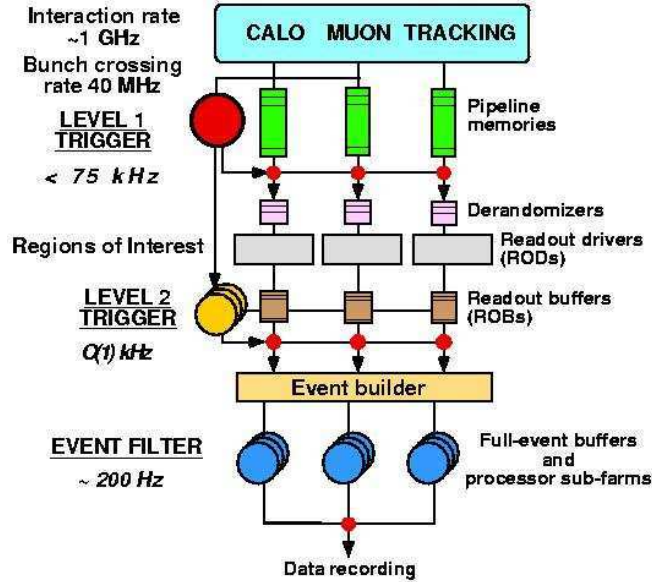 Interaction rate
~1 GHz
CALO MUON TRACKING
Bunch crossing
rate 40 MHz
LEVEL 1
TRIGGER
< 75 kHz
Pipeline
memories
Derandomizers
Regions of Interest
Readout drivers
(RODs)
LEVEL 2
TRIGGER
O(1) kHz
Readout buffers
(ROBs)
Event builder
EVENT FILTER
~ 200 Hz
Full-event buffers
and
processor sub-farms
Data recording